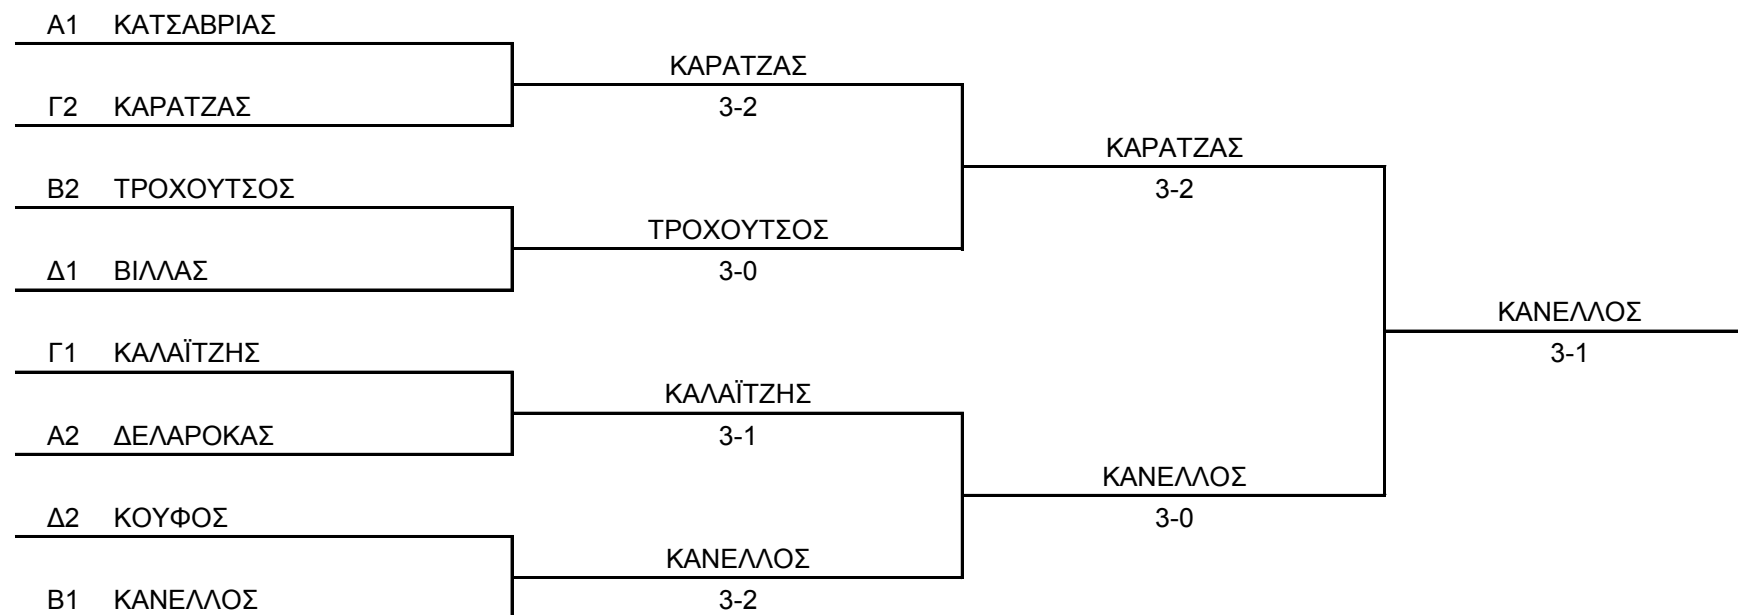 Α1 ΚΑΤΣΑΒΡΙΑΣ
ΚΑΡΑΤΖΑΣ
Γ2 ΚΑΡΑΤΖΑΣ
3-2
ΚΑΡΑΤΖΑΣ
Β2 ΤΡΟΧΟΥΤΣΟΣ
3-2
ΤΡΟΧΟΥΤΣΟΣ
Δ1 ΒΙΛΛΑΣ
3-0
ΚΑΝΕΛΛΟΣ
Γ1 ΚΑΛΑΪΤΖΗΣ
3-1
ΚΑΛΑΪΤΖΗΣ
Α2 ΔΕΛΑΡΟΚΑΣ
3-1
ΚΑΝΕΛΛΟΣ
Δ2 ΚΟΥΦΟΣ
3-0
ΚΑΝΕΛΛΟΣ
Β1 ΚΑΝΕΛΛΟΣ
3-2